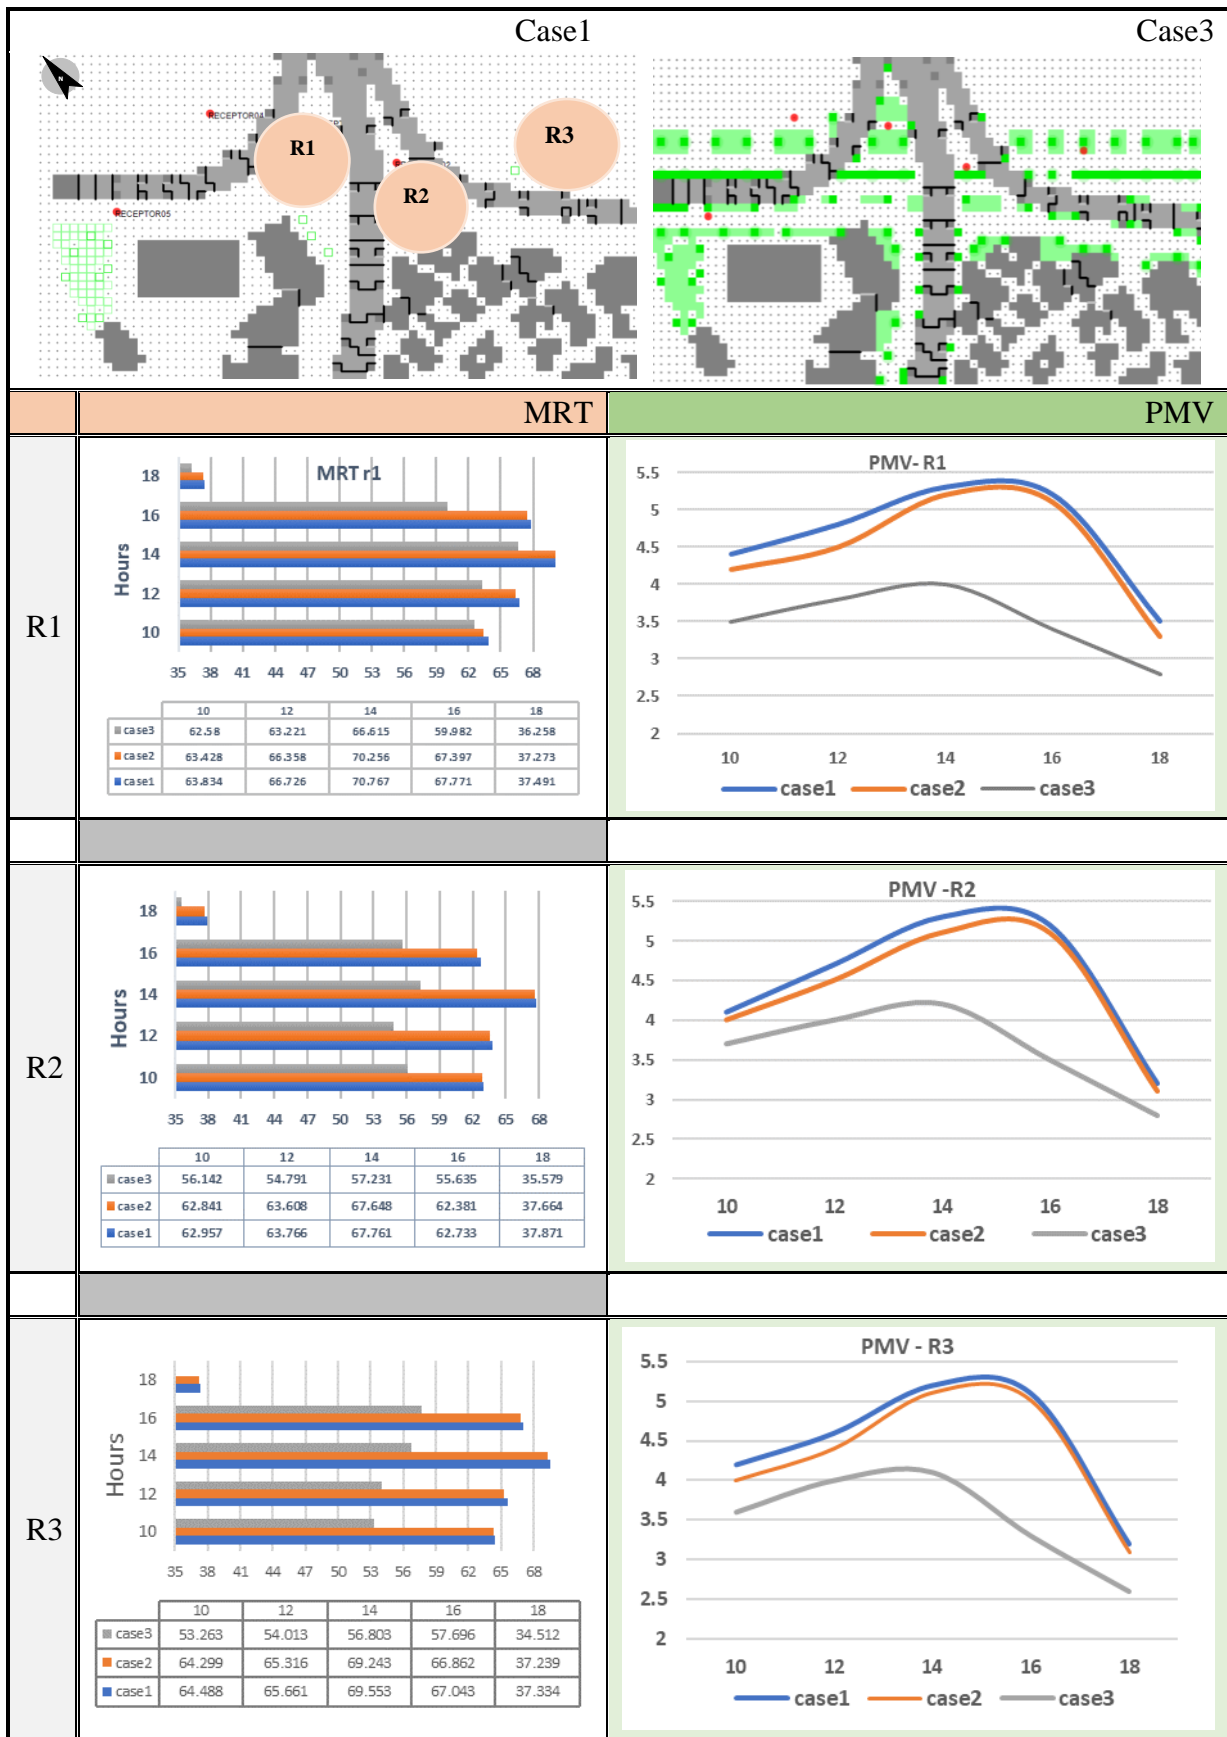 Case1 Case3
N
RECEPTOR04
R1
R3
R2
RECEPTOR05
MRT PMV
R1
MRT r1
Hours
18
16
14
12
10
35 38 41 44 47 50 53 56 59 62 65 68
10 12 14 16 18
case3 62.58 63.221 66.615 59.982 36.258
case2 63.428 66.358 70.256 67.397 37.273
case1 63.834 66.726 70.767 67.771 37.491
PMV- R1
5.5
5
4.5
4
3.5
3
2.5
2
10 12 14 16 18
case1 case2 case3
R2
Hours
18
16
14
12
10
35 38 41 44 47 50 53 56 59 62 65 68
10 12 14 16 18
case3 56.142 54.791 57.231 55.635 35.579
case2 62.841 63.608 67.648 62.381 37.664
case1 62.957 63.766 67.761 62.733 37.871
PMV -R2
5.5
5
4.5
4
3.5
3
2.5
2
10 12 14 16 18
case1 case2 case3
R3
Hours
18
16
14
12
10
35 38 41 44 47 50 53 56 59 62 65 68
10 12 14 16 18
case3 53.263 54.013 56.803 57.696 34.512
case2 64.299 65.316 69.243 66.862 37.239
case1 64.488 65.661 69.553 67.043 37.334
PMV - R3
5.5
5
4.5
4
3.5
3
2.5
2
10 12 14 16 18
case1 case2 case3